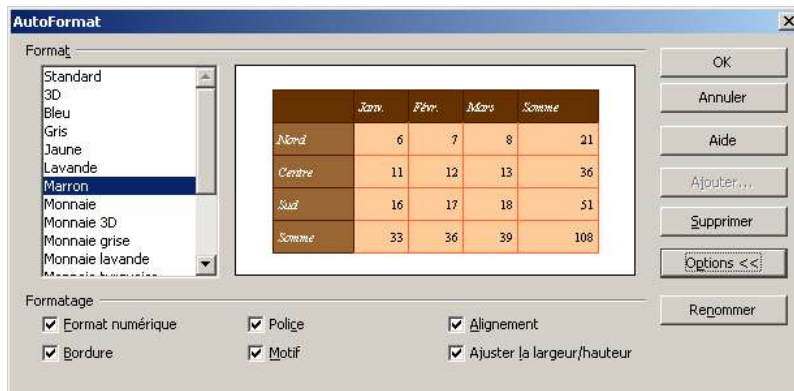 AutoFormat
Format
Standard
3D
Bleu
Gris
Jaune
Lavande
Marron
Monnaie
Monnaie 3D
Monnaie grise
Monnaie lavande
Monnaie turquoise
Janv. Févr. Mars Somme
Nord 6 7 8 21
Centre 11 12 13 36
Sud 16 17 18 51
Somme 33 36 39 108
OK
Annuler
Aide
Ajouter...
Supprimer
Options <<
Renommer
Formatage
Format numérique Police Alignement
Bordure Motif Ajuster la largeur/hauteur